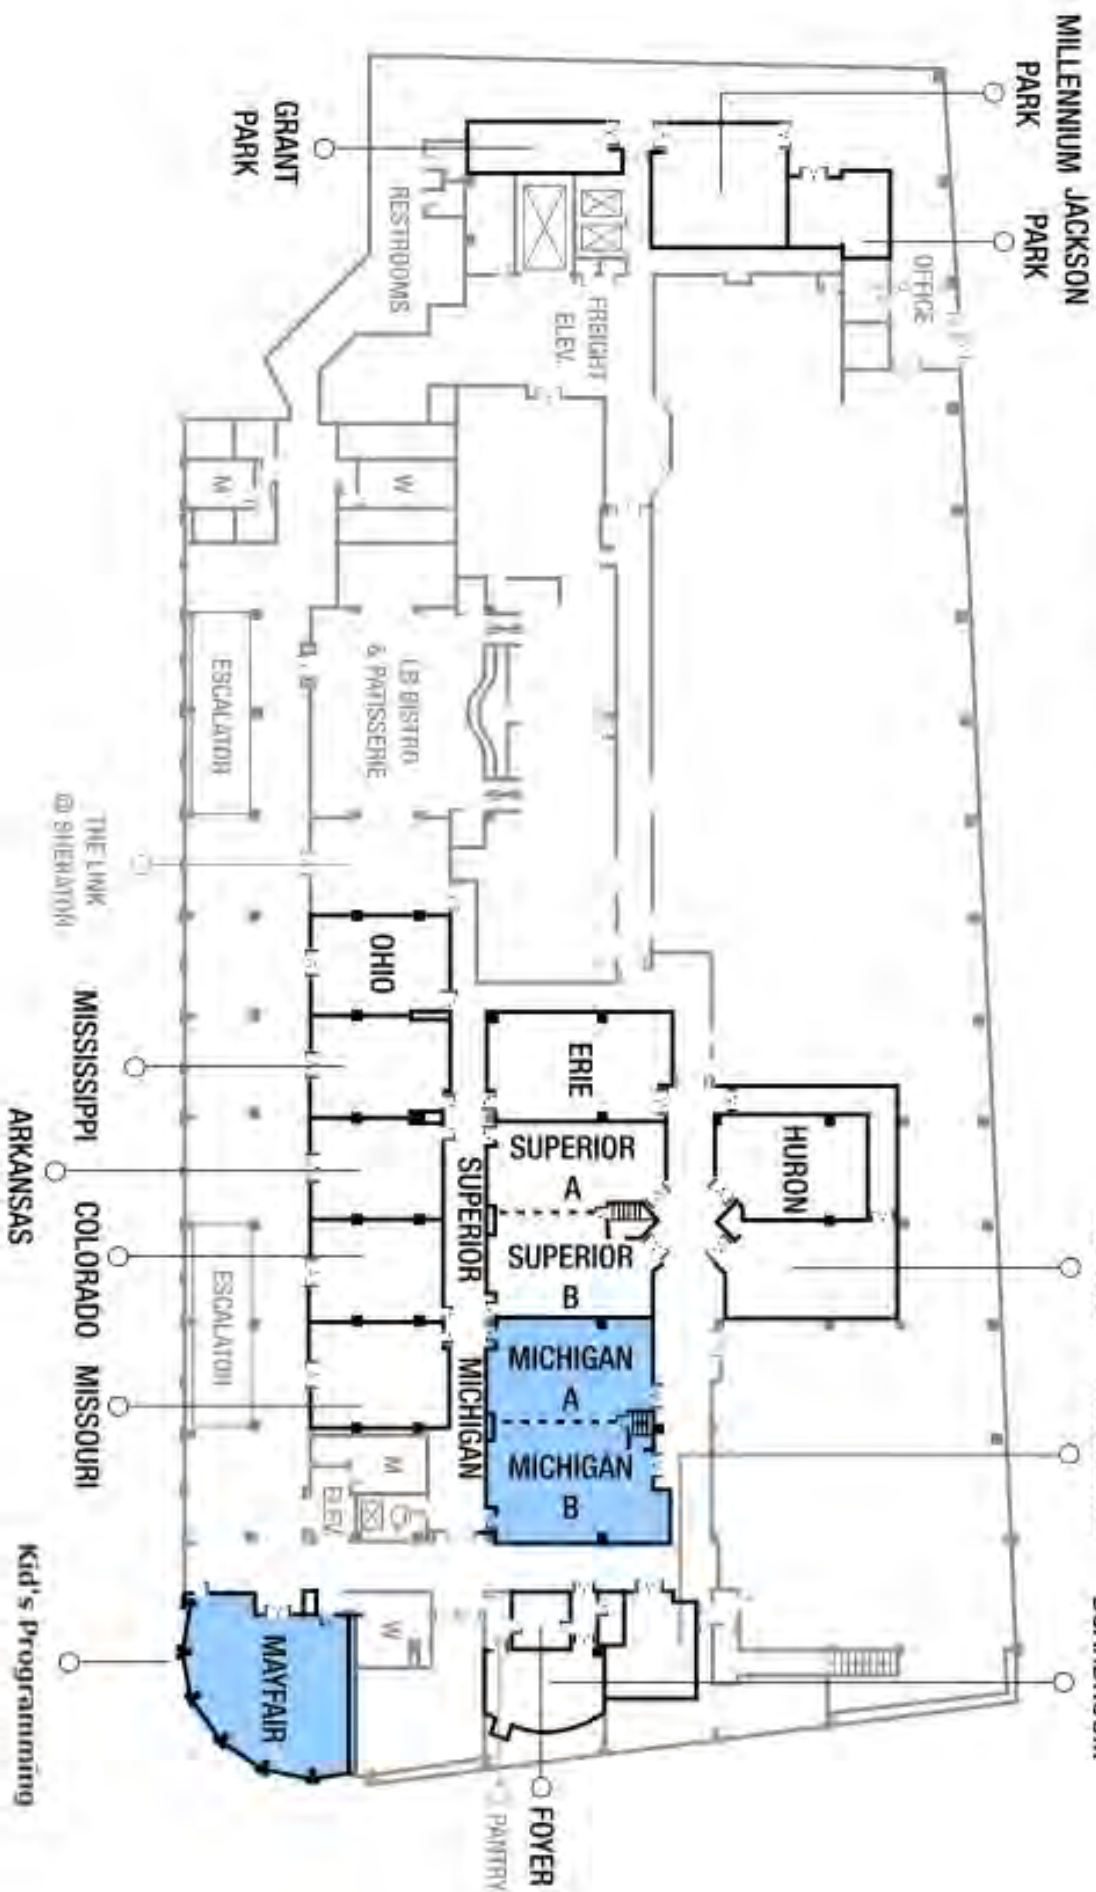 MILLENNIUM
PARK
JACKSON
PARK
GRANT
PARK
RESTROOMS
OFFICE
FREIGHT
ELEV.
M
W
ESCALATOR
LB BISTRO
& PATISSERIE
THE LINK
@ SHERATON
OHIO
MISSISSIPPI
ARKANSAS
COLORADO
MISSOURI
ERIE
HURON
SUPERIOR
A
SUPERIOR
B
SUPERIOR
MICHIGAN
A
MICHIGAN
B
MICHIGAN
ESCALATOR
M
ELEV.
W
MAYFAIR
Kid's Programming
FOYER
PANTRY